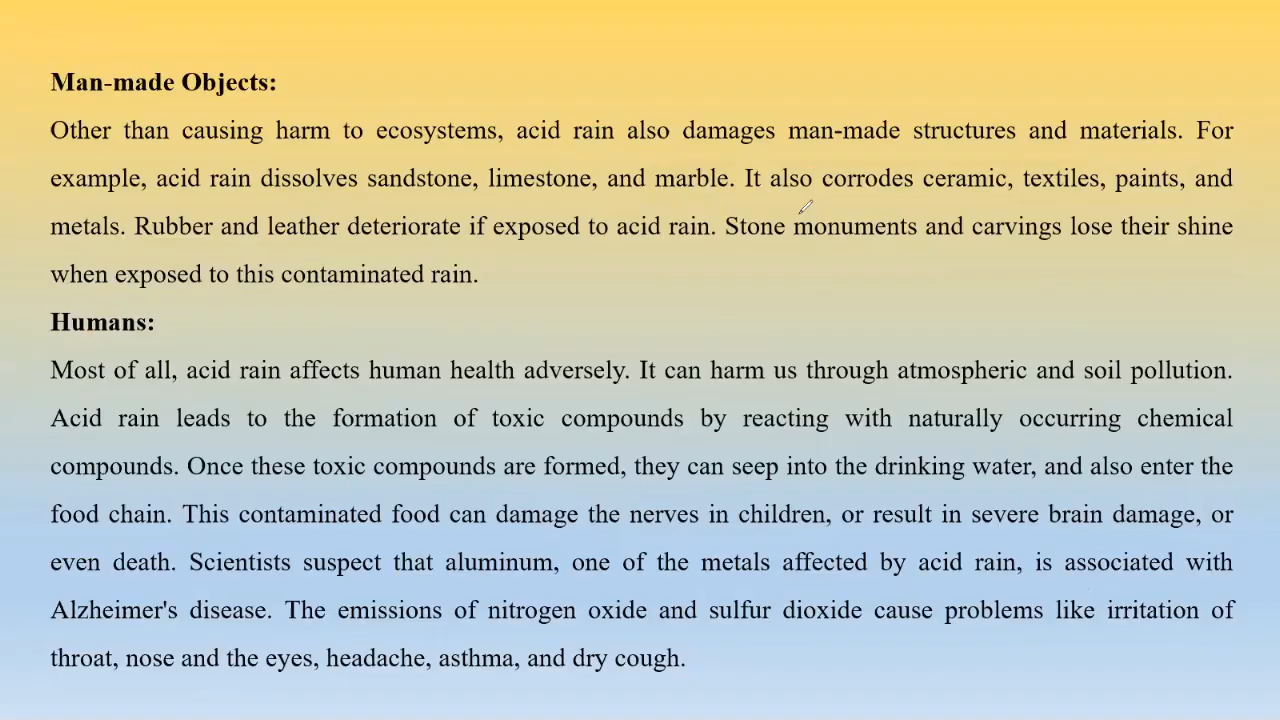 Man-made Objects:
Other than causing harm to ecosystems, acid rain also damages man-made structures and materials. For
example, acid rain dissolves sandstone, limestone, and marble. It also corrodes ceramic, textiles, paints, and
metals. Rubber and leather deteriorate if exposed to acid rain. Stone monuments and carvings lose their shine
when exposed to this contaminated rain.
Humans:
Most of all, acid rain affects human health adversely. It can harm us through atmospheric and soil pollution.
Acid rain leads to the formation of toxic compounds by reacting with naturally occurring chemical
compounds. Once these toxic compounds are formed, they can seep into the drinking water, and also enter the
food chain. This contaminated food can damage the nerves in children, or result in severe brain damage, or
even death. Scientists suspect that aluminum, one of the metals affected by acid rain, is associated with
Alzheimer's disease. The emissions of nitrogen oxide and sulfur dioxide cause problems like irritation of
throat, nose and the eyes, headache, asthma, and dry cough.